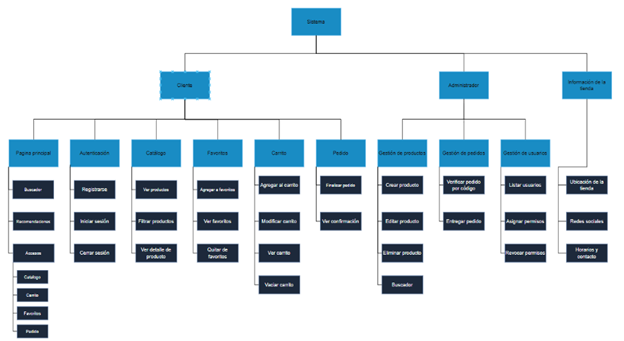 Sistema
Cliente
Administrador
Información de la
tienda
Pagina principal
Autenticación
Catálogo
Favoritos
Carrito
Pedido
Gestión de productos
Gestión de pedidos
Gestión de usuarios
Buscador
Registrarse
Ver productos
Agregar a favoritos
Agregar al carrito
Finalizar pedido
Crear producto
Verificar pedido
por código
Listar usuarios
Ubicación de la
tienda
Recomendaciones
Iniciar sesión
Filtrar productos
Ver favoritos
Modificar carrito
Ver confirmación
Editar producto
Entregar pedido
Asignar permisos
Redes sociales
Accesos
Cerrar sesión
Ver detalle de
producto
Quitar de
favoritos
Ver carrito
Eliminar producto
Revocar permisos
Horarios y
contacto
Catalogo
Vaciar carrito
Buscador
Carrito
Favoritos
Pedido